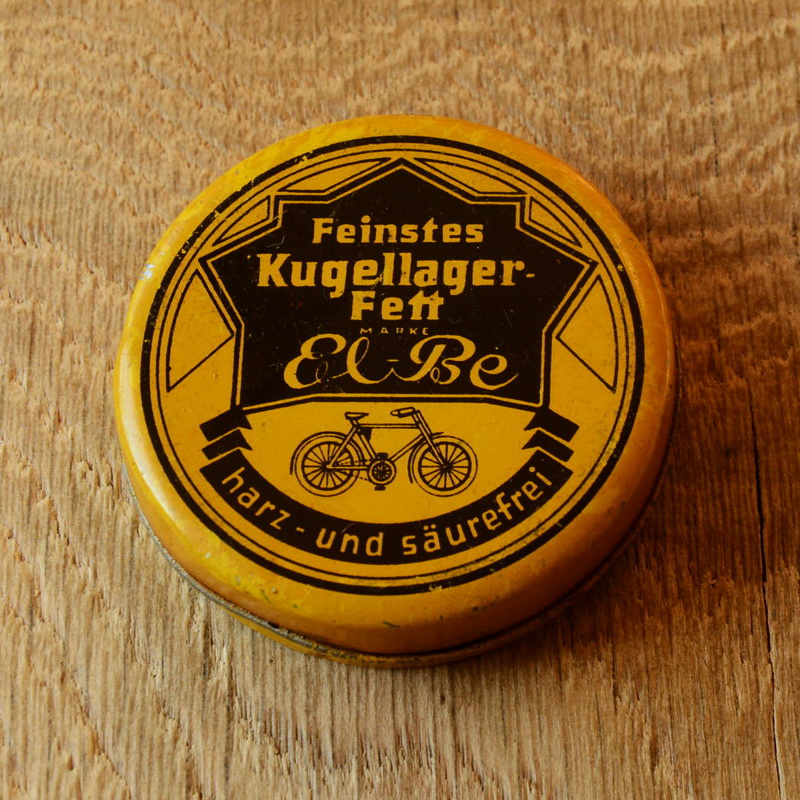 Feinstes
Kugellager-
Fett
MARKE
El-Be
harz- und säurefrei